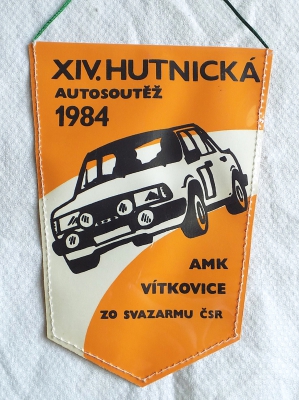 XIV. HUTNICKÁ
AUTOSOUTĚŽ
1984
AMK
VÍTKOVICE
ZO SVAZARMU ČSR